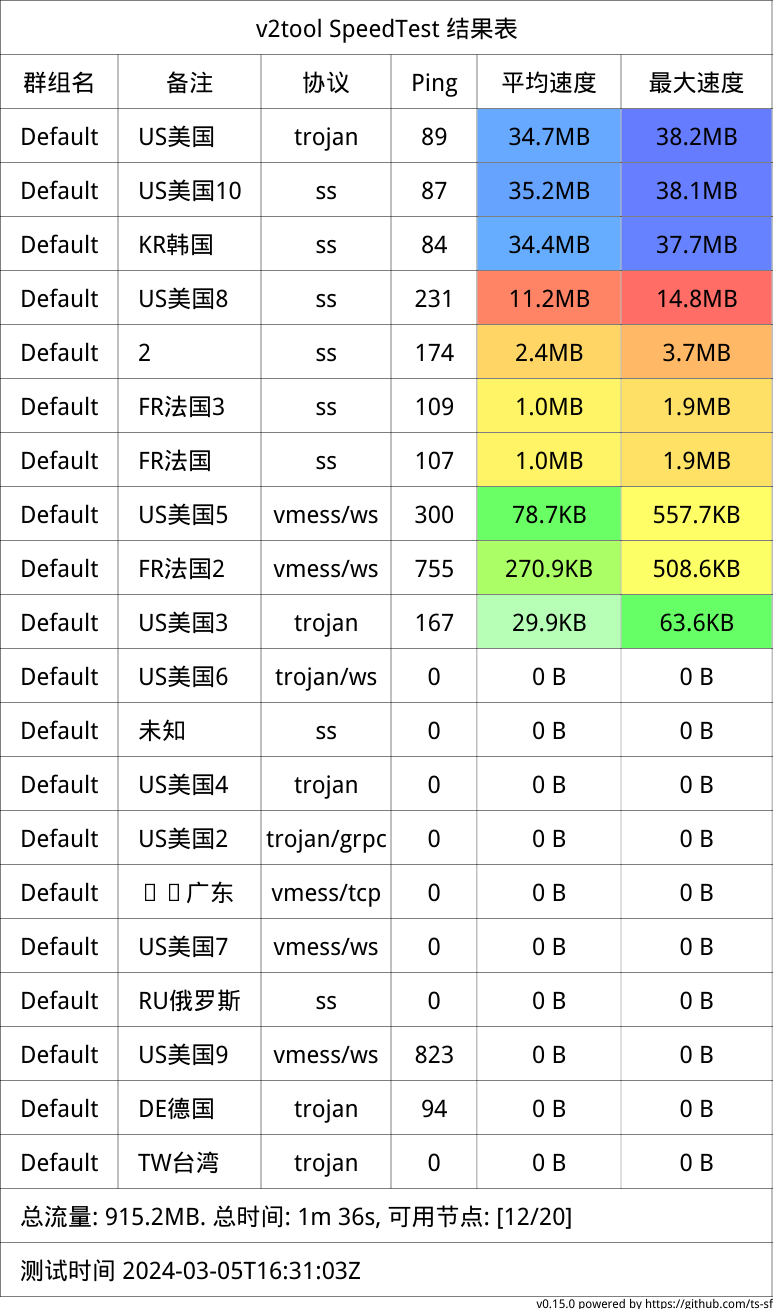 v2tool SpeedTest 结果表
群组名 备注 协议 Ping 平均速度 最大速度
Default US美国 trojan 89 34.7MB 38.2MB
Default US美国10 ss 87 35.2MB 38.1MB
Default KR韩国 ss 84 34.4MB 37.7MB
Default US美国8 ss 231 11.2MB 14.8MB
Default 2 ss 174 2.4MB 3.7MB
Default FR法国3 ss 109 1.0MB 1.9MB
Default FR法国 ss 107 1.0MB 1.9MB
Default US美国5 vmess/ws 300 78.7KB 557.7KB
Default FR法国2 vmess/ws 755 270.9KB 508.6KB
Default US美国3 trojan 167 29.9KB 63.6KB
Default US美国6 trojan/ws 0 0 B 0 B
Default 未知 ss 0 0 B 0 B
Default US美国4 trojan 0 0 B 0 B
Default US美国2 trojan/grpc 0 0 B 0 B
Default 广东 vmess/tcp 0 0 B 0 B
Default US美国7 vmess/ws 0 0 B 0 B
Default RU俄罗斯 ss 0 0 B 0 B
Default US美国9 vmess/ws 823 0 B 0 B
Default DE德国 trojan 94 0 B 0 B
Default TW台湾 trojan 0 0 B 0 B
总流量: 915.2MB. 总时间: 1m 36s, 可用节点: [12/20]
测试时间 2024-03-05T16:31:03Z
v0.15.0 powered by https://github.com/ts-sf